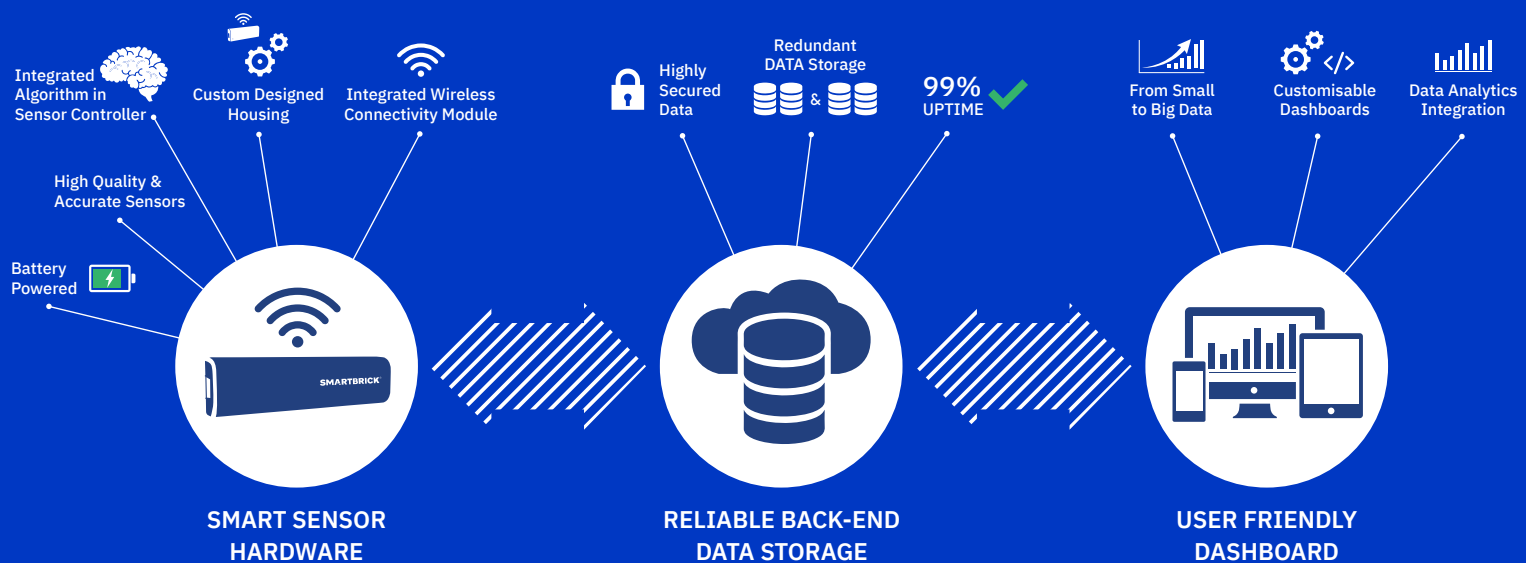 Integrated
Algorithm in
Sensor Controller
Custom Designed
Housing
Integrated Wireless
Connectivity Module
High Quality &
Accurate Sensors
Battery
Powered
SMARTBRICK
SMART SENSOR
HARDWARE
Highly
Secured
Data
Redundant
DATA Storage
&
99%
UPTIME
RELIABLE BACK-END
DATA STORAGE
From Small
to Big Data
</>
Customisable
Dashboards
Data Analytics
Integration
USER FRIENDLY
DASHBOARD